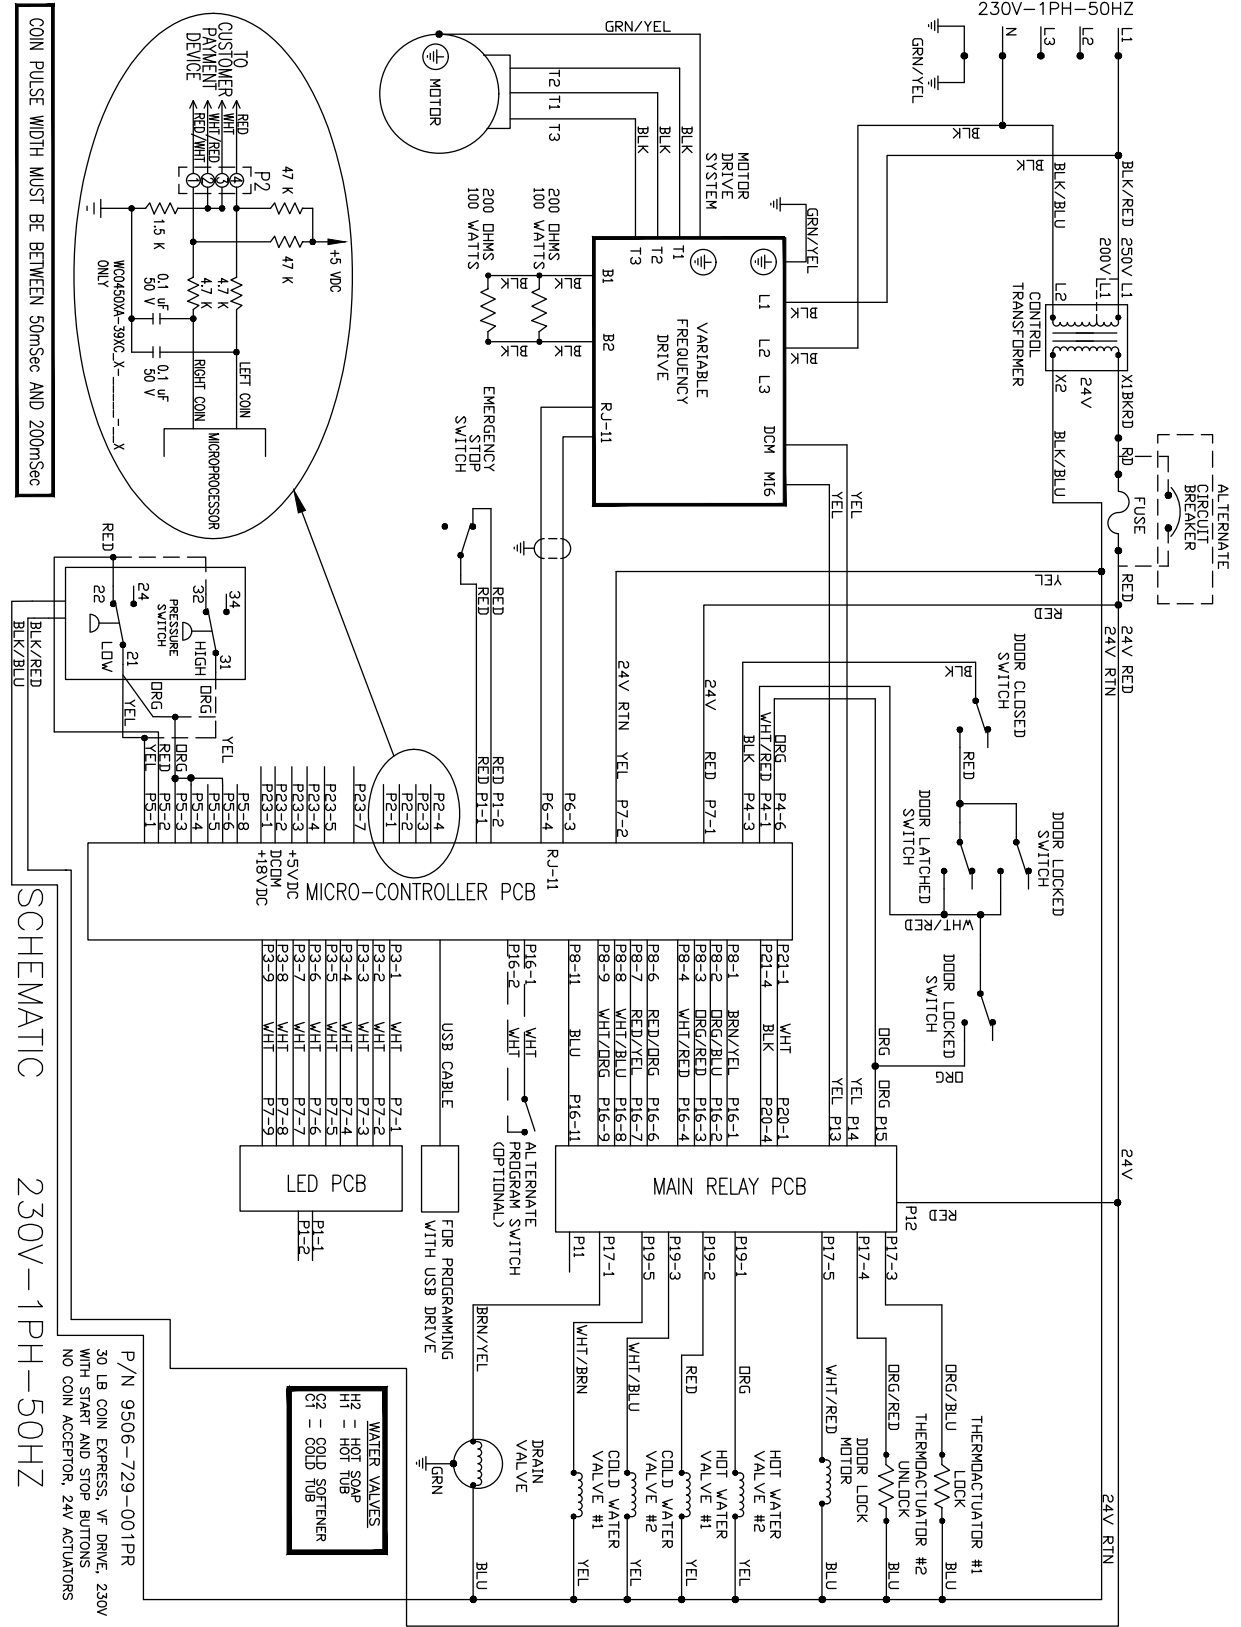 230V-1PH-50HZ
L1
L2
L3
N
GRN/YEL
BLK/RED
BLK
BLK
BLK/BLU
250V L1
200V L1
L2
CONTROL
TRANSFORMER
24V
X1
X2
BKRD
RD
BLK/BLU
FUSE
ALTERNATE
CIRCUIT
BREAKER
RED
24V RED
24V RTN
YEL
RED
24V
24V RTN
GRN/YEL
MOTOR
T2
T1
T3
BLK
BLK
BLK
MOTOR
DRIVE
SYSTEM
GRN/YEL
200 OHMS
100 WATTS
200 OHMS
100 WATTS
BLK
BLK
BLK
BLK
BLK
BLK
T3
T2
T1
B1
B2
RJ-11
VARIABLE
FREQUENCY
DRIVE
L1
L2
L3
DCM
MI6
YEL
YEL
EMERGENCY
STOP
SWITCH
RED
RED
24V RTN
24V
YEL
RED
DOOR CLOSED
SWITCH
BLK
RED
DOOR LOCKED
SWITCH
DOOR LATCHED
SWITCH
WHT/RED
DOOR LOCKED
SWITCH
ORG
ORG
BLK
WHT/RED
ORG
TO
CUSTOMER
PAYMENT
DEVICE
RED
WHT
WHT/RED
RED/WHT
P2
4
3
2
1
47 K
47 K
+5 VDC
1.5 K
4.7 K
4.7 K
0.1 uF
50 V
0.1 uF
50 V
WCO450XA-39XC_X-______-__X
ONLY
LEFT COIN
RIGHT COIN
MICROPROCESSOR
COIN PULSE WIDTH MUST BE BETWEEN 50mSec AND 200mSec
RED
22
24
32
34
PRESSURE
SWITCH
HIGH
LOW
21
31
ORG
ORG
YEL
YEL
BLK/RED
BLK/BLU
YEL
RED
ORG
P5-1
P5-2
P5-3
P5-4
P5-5
P5-6
P5-8
P23-1
P23-2
P23-3
P23-4
P23-5
P23-7
P2-1
P2-2
P2-3
P2-4
RED P1-1
RED P1-2
P6-4
P6-3
P7-2
P7-1
P4-3
P4-1
P4-6
+18VDC
DCOM
+5VDC
RJ-11
MICRO-CONTROLLER PCB
P3-9 WHT P7-9
P3-8 WHT P7-8
P3-7 WHT P7-7
P3-6 WHT P7-6
P3-5 WHT P7-5
P3-4 WHT P7-4
P3-3 WHT P7-3
P3-2 WHT P7-2
P3-1 WHT P7-1
USB CABLE
P16-2 WHT
P16-1 WHT
P8-11 BLU P16-11
P8-9 WHT/ORG P16-9
P8-8 WHT/BLU P16-8
P8-7 RED/YEL P16-7
P8-6 RED/ORG P16-6
P8-4 WHT/RED P16-4
P8-3 ORG/RED P16-3
P8-2 ORG/BLU P16-2
P8-1 BRN/YEL P16-1
P21-4 BLK P20-4
P21-1 WHT P20-1
YEL P13
YEL P14
ORG P15
LED PCB
P1-1
P1-2
FOR PROGRAMMING
WITH USB DRIVE
ALTERNATE
PROGRAM SWITCH
(OPTIONAL)
MAIN RELAY PCB
P12
RED
P11
P17-1
P19-5
P19-3
P19-2
P19-1
P17-5
P17-4
P17-3
BRN/YEL
WHT/BRN
WHT/BLU
RED
ORG
WHT/RED
ORG/RED
ORG/BLU
DRAIN
VALVE
GRN
COLD WATER
VALVE #1
COLD WATER
VALVE #2
HOT WATER
VALVE #1
HOT WATER
VALVE #2
DOOR LOCK
MOTOR
THERMOACTUATOR #2
UNLOCK
THERMOACTUATOR #1
LOCK
BLU
YEL
YEL
YEL
YEL
BLU
BLU
BLU
WATER VALVES
H2 - HOT SOAP
H1 - HOT TUB
C2 - COLD SOFTENER
C1 - COLD TUB
SCHEMATIC 230V-1PH-50HZ
P/N 9506-729-001PR
30 LB COIN EXPRESS, VF DRIVE, 230V
WITH START AND STOP BUTTONS
NO COIN ACCEPTOR, 24V ACTUATORS